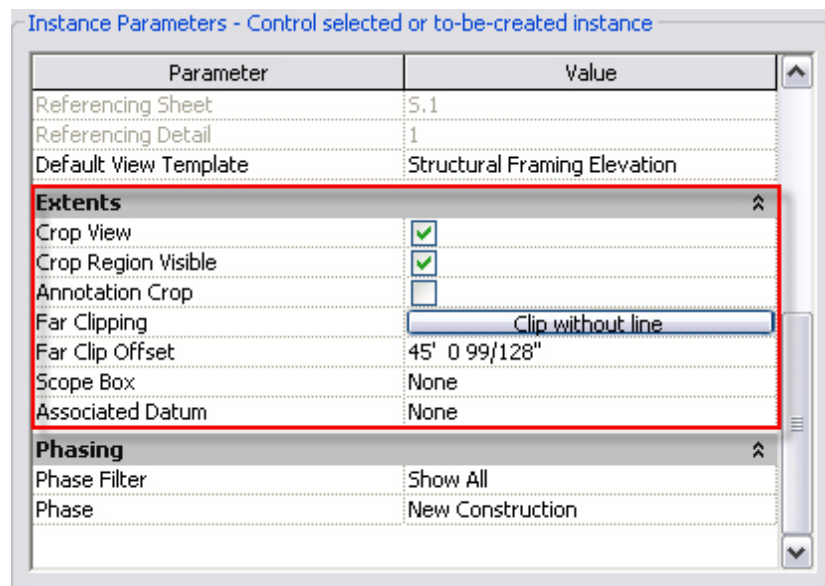 Instance Parameters - Control selected or to-be-created instance
Parameter Value
Referencing Sheet S.1
Referencing Detail 1
Default View Template Structural Framing Elevation
Extents
Crop View
Crop Region Visible
Annotation Crop
Far Clipping Clip without line
Far Clip Offset 45' 0 99/128"
Scope Box None
Associated Datum None
Phasing
Phase Filter Show All
Phase New Construction